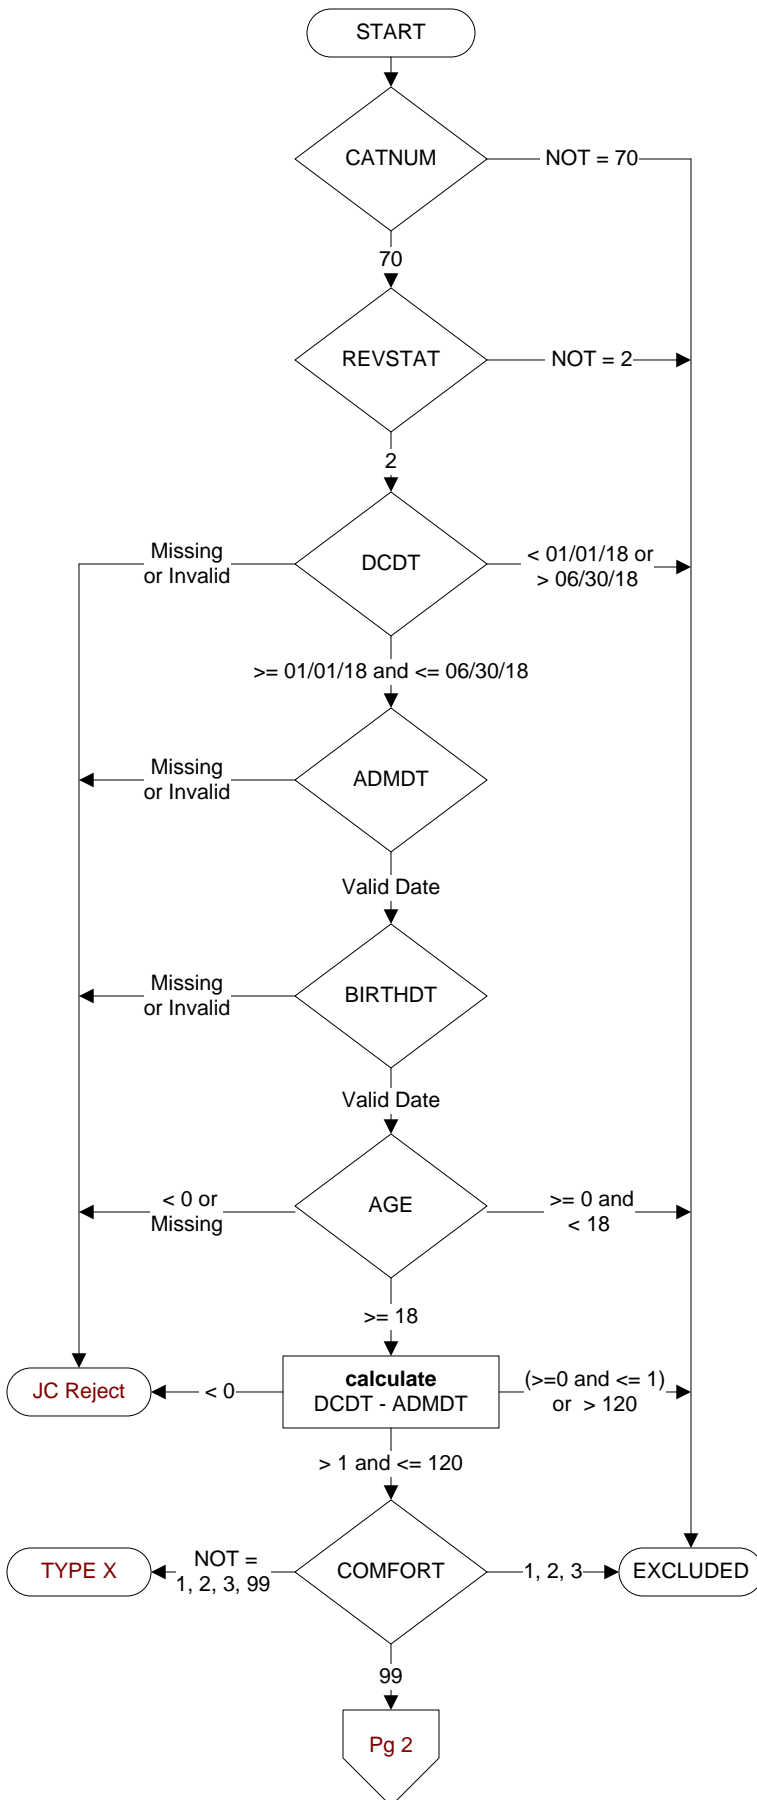 START
CATNUM
NOT = 70
70
REVSTAT
NOT = 2
2
Missing
or Invalid
DCDT
< 01/01/18 or
> 06/30/18
>= 01/01/18 and <= 06/30/18
Missing
or Invalid
ADMDT
Valid Date
Missing
or Invalid
BIRTHDT
Valid Date
< 0 or
Missing
AGE
>= 0 and
< 18
>= 18
JC Reject
< 0
calculate
DCDT - ADMDT
(>=0 and <= 1)
or > 120
> 1 and <= 120
TYPE X
NOT =
1, 2, 3, 99
COMFORT
1, 2, 3
EXCLUDED
99
Pg 2